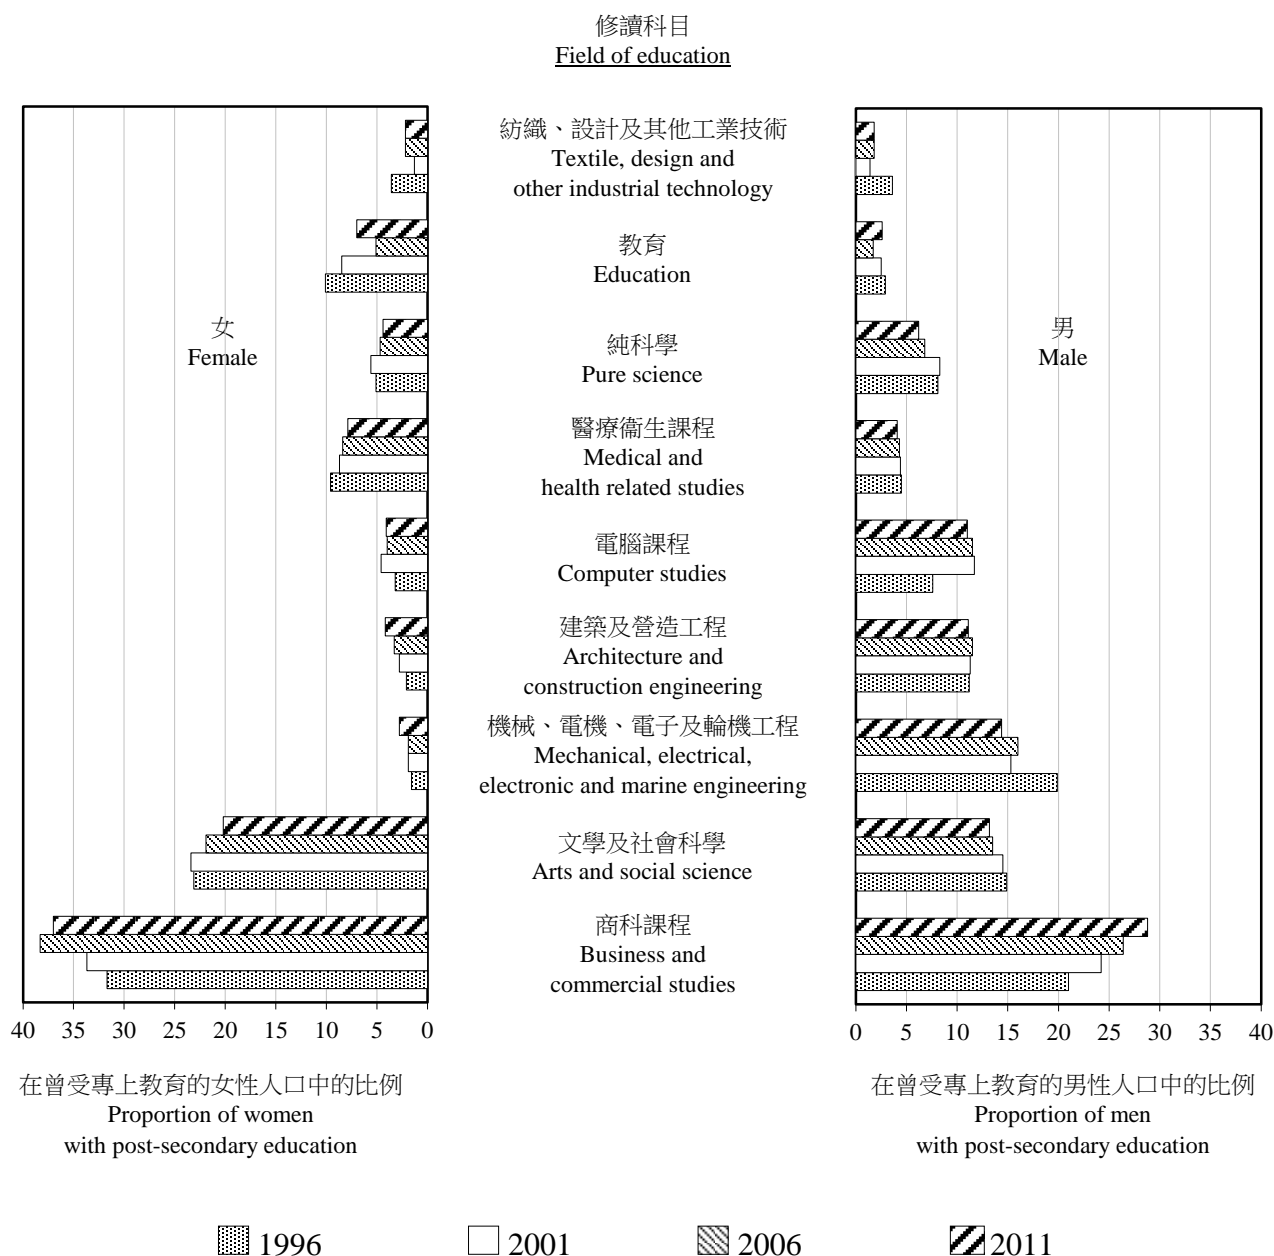 修讀科目
Field of education
紡織、設計及其他工業技術
Textile, design and
other industrial technology
教育
Education
女
Female
純科學
Pure science
男
Male
醫療衞生課程
Medical and
health related studies
電腦課程
Computer studies
建築及營造工程
Architecture and
construction engineering
機械、電機、電子及輪機工程
Mechanical, electrical,
electronic and marine engineering
文學及社會科學
Arts and social science
商科課程
Business and
commercial studies
40 35 30 25 20 15 10 5 0
0 5 10 15 20 25 30 35 40
在曾受專上教育的女性人口中的比例
Proportion of women
with post-secondary education
在曾受專上教育的男性人口中的比例
Proportion of men
with post-secondary education
1996 2001 2006 2011